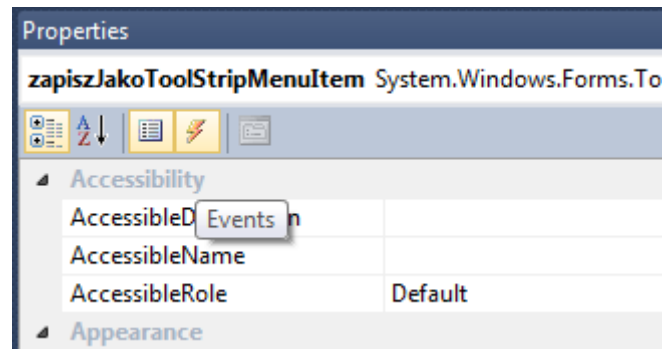 Properties
zapiszJakoToolStripMenuItem System.Windows.Forms.To
A
Z
Accessibility
AccessibleD Events n
AccessibleName
AccessibleRole Default
Appearance